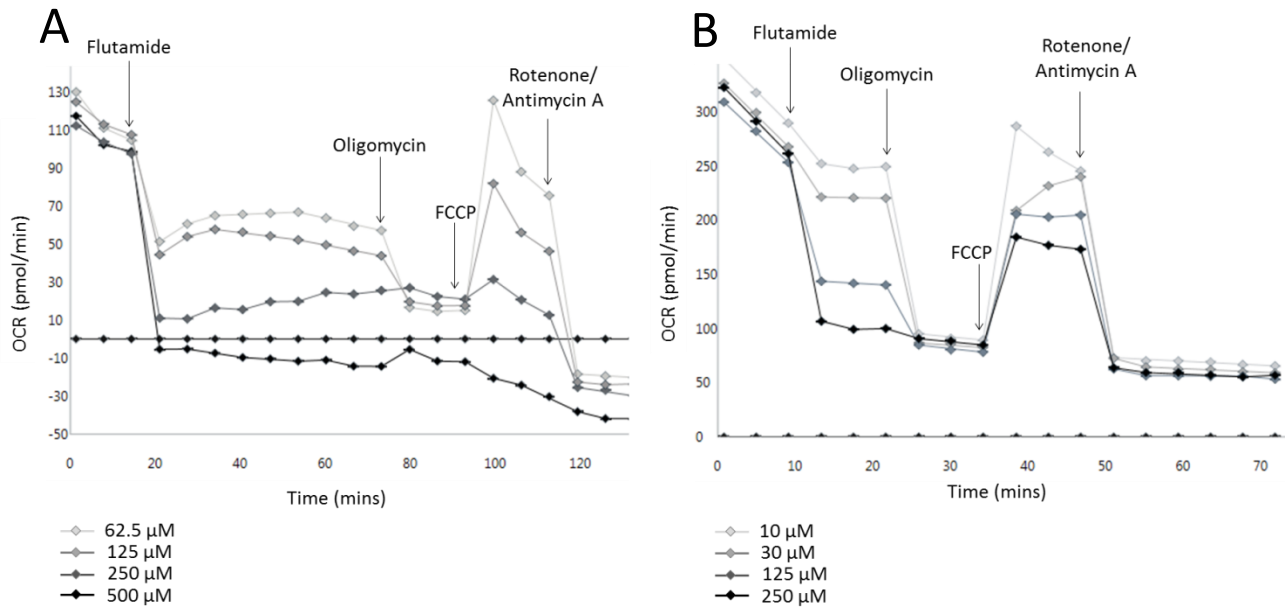 A
Flutamide
Oligomycin
FCCP
Rotenone/
Antimycin A
OCR (pmol/min)
130
110
90
70
50
30
10
-10
-30
-50
0 20 40 60 80 100 120
Time (mins)
62.5 µM
125 µM
250 µM
500 µM
B
Flutamide
Oligomycin
FCCP
Rotenone/
Antimycin A
OCR (pmol/min)
300
250
200
150
100
50
0
0 10 20 30 40 50 60 70
Time (mins)
10 µM
30 µM
125 µM
250 µM